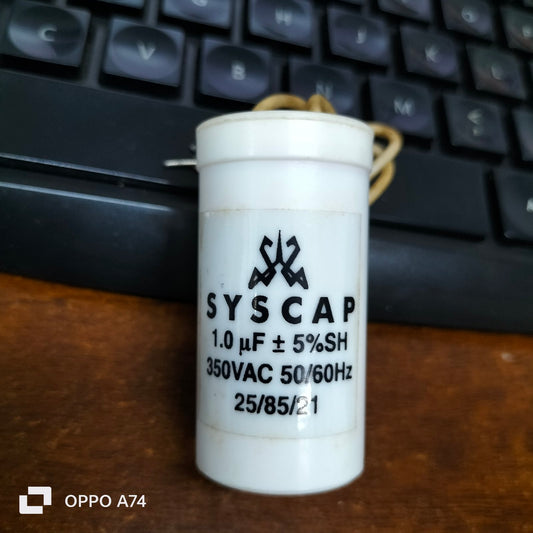 C
V
B
N
M
J
K
L
SYSCAP
1.0 µF ± 5%SH
350VAC 50/60Hz
25/85/21
OPPO A74